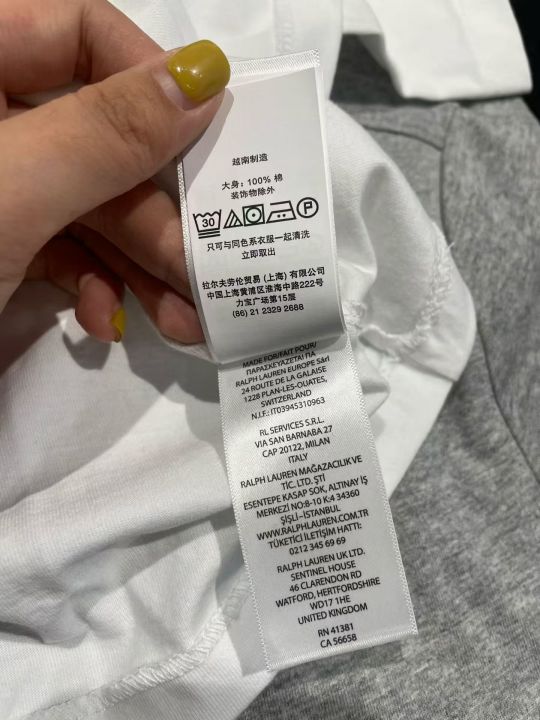 越南制造
大身：100% 棉
装饰物除外
30 P
只可与同色系衣服一起清洗
立即取出
拉尔夫劳伦贸易（上海）有限公司
中国上海黄浦区淮海中路222号
力宝广场第15层
(86) 21 2329 2688
MADE FOR/FAIT POUR/
ΠΑΡΑΣΚΕΥΑΖΕΤΑΙ ΓΙΑ
RALPH LAUREN EUROPE Sàrl
24 ROUTE DE LA GALAISE
1228 PLAN-LES-OUATES,
SWITZERLAND
N.I.F.: IT03945310963
RL SERVICES S.R.L.
VIA SAN BARNABA 27
CAP 20122, MILAN
ITALY
RALPH LAUREN MAĞAZACILIK VE
TİC. LTD. ŞTİ
ESENTEPE KASAP SOK, ALTINAY İŞ
MERKEZİ NO:8-10 K:4 34360
ŞİŞLİ-İSTANBUL
WWW.RALPHLAUREN.COM.TR
TÜKETİCİ İLETİŞİM HATTI:
0212 345 69 69
RALPH LAUREN UK LTD.
SENTINEL HOUSE
46 CLARENDON RD
WATFORD, HERTFORDSHIRE
WD17 1HE
UNITED KINGDOM
RN 41381
CA 56658